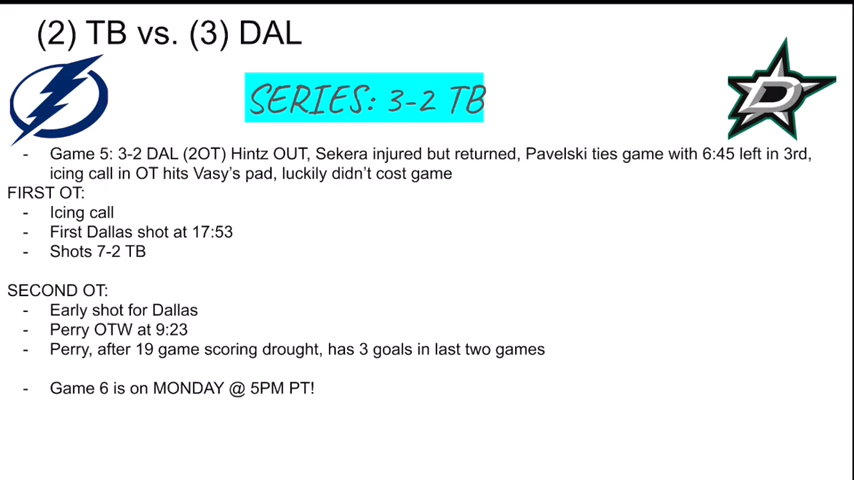 (2) TB vs. (3) DAL
SERIES: 3-2 TB
- Game 5: 3-2 DAL (2OT) Hintz OUT, Sekera injured but returned, Pavelski ties game with 6:45 left in 3rd,
icing call in OT hits Vasy's pad, luckily didn't cost game
FIRST OT:
- Icing call
- First Dallas shot at 17:53
- Shots 7-2 TB
SECOND OT:
- Early shot for Dallas
- Perry OTW at 9:23
- Perry, after 19 game scoring drought, has 3 goals in last two games
- Game 6 is on MONDAY @ 5PM PT!